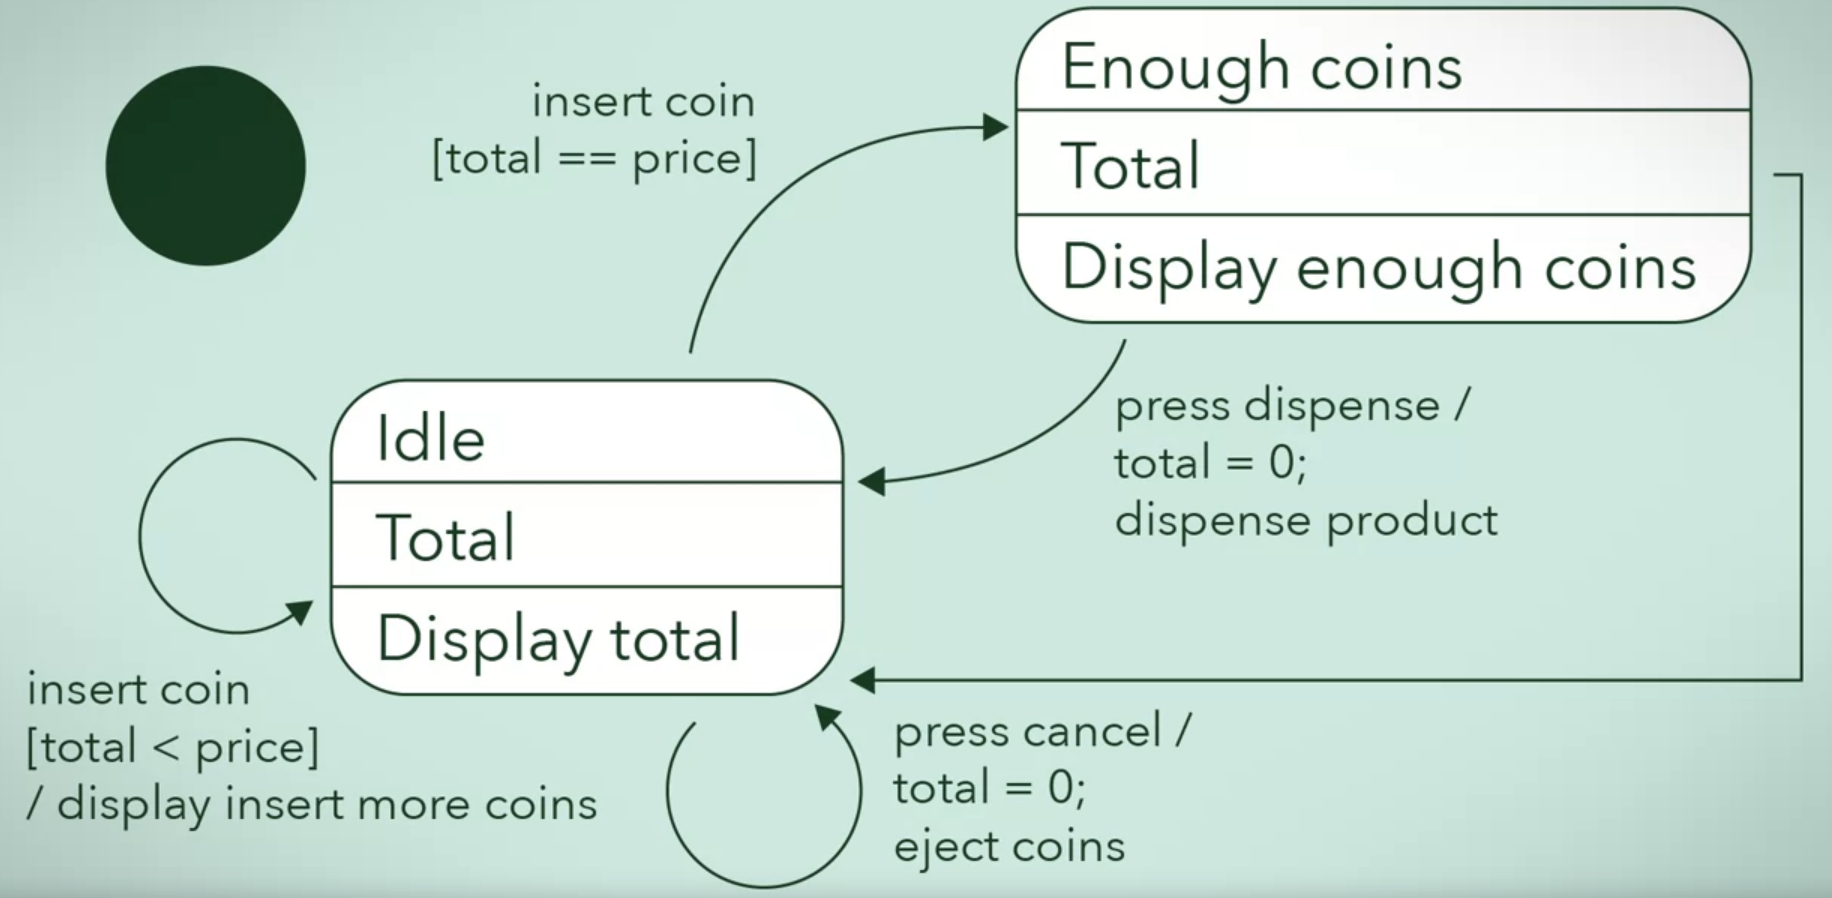 insert coin
[total == price]
Enough coins
Total
Display enough coins
Idle
Total
Display total
press dispense /
total = 0;
dispense product
insert coin
[total < price]
/ display insert more coins
press cancel /
total = 0;
eject coins